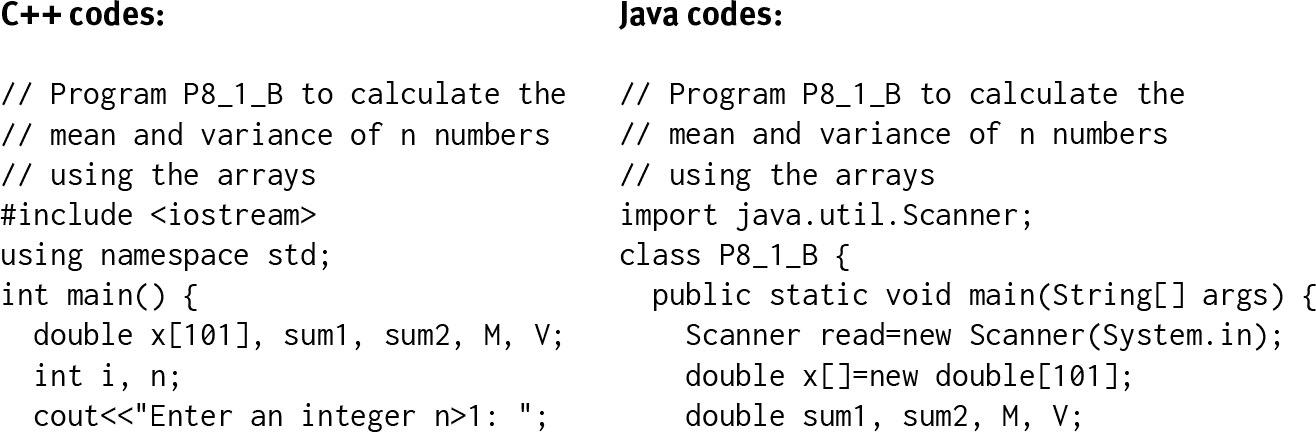 C++ codes:
// Program P8_1_B to calculate the
// mean and variance of n numbers
// using the arrays
#include <iostream>
using namespace std;
int main() {
  double x[101], sum1, sum2, M, V;
  int i, n;
  cout<<"Enter an integer n>1: ";
Java codes:
// Program P8_1_B to calculate the
// mean and variance of n numbers
// using the arrays
import java.util.Scanner;
class P8_1_B {
  public static void main(String[] args) {
    Scanner read=new Scanner(System.in);
    double x[]=new double[101];
    double sum1, sum2, M, V;